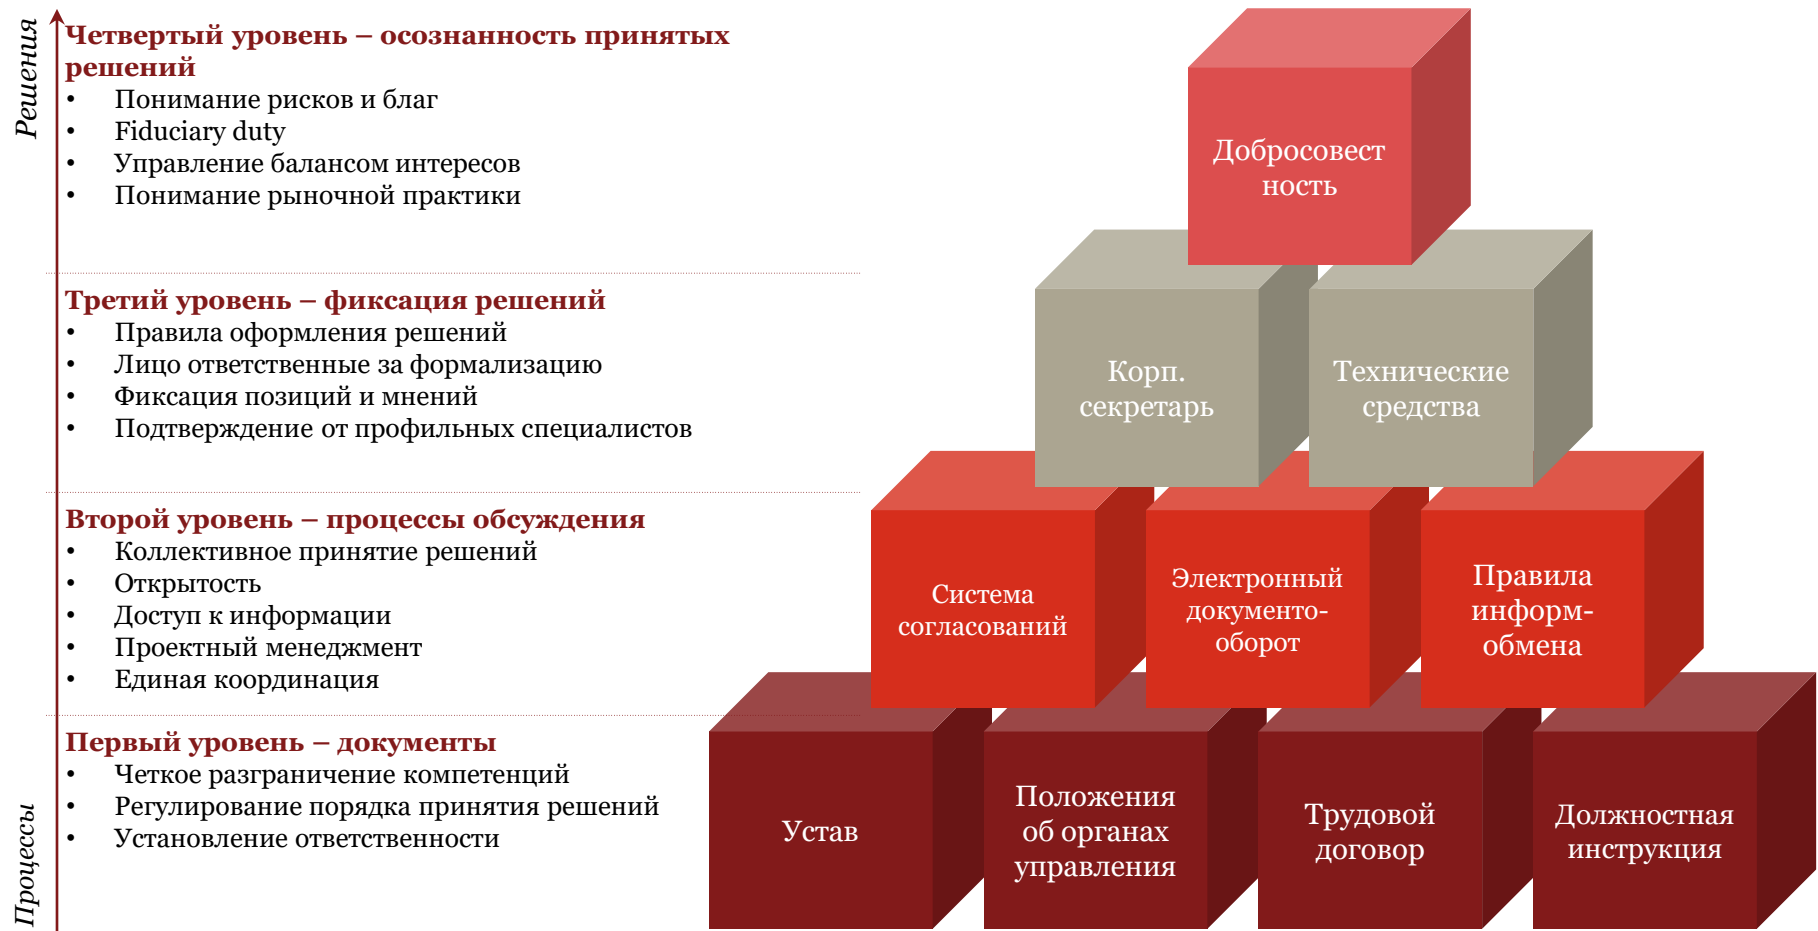 Решения
Четвертый уровень – осознанность принятых
решений
• Понимание рисков и благ
• Fiduciary duty
• Управление балансом интересов
• Понимание рыночной практики
Третий уровень – фиксация решений
• Правила оформления решений
• Лицо ответственные за формализацию
• Фиксация позиций и мнений
• Подтверждение от профильных специалистов
Второй уровень – процессы обсуждения
• Коллективное принятие решений
• Открытость
• Доступ к информации
• Проектный менеджмент
• Единая координация
Первый уровень – документы
• Четкое разграничение компетенций
• Регулирование порядка принятия решений
• Установление ответственности
Процессы
Добросовест
ность
Корп.
секретарь
Технические
средства
Система
согласований
Электронный
документо-
оборот
Правила
информ-
обмена
Устав
Положения
об органах
управления
Трудовой
договор
Должностная
инструкция